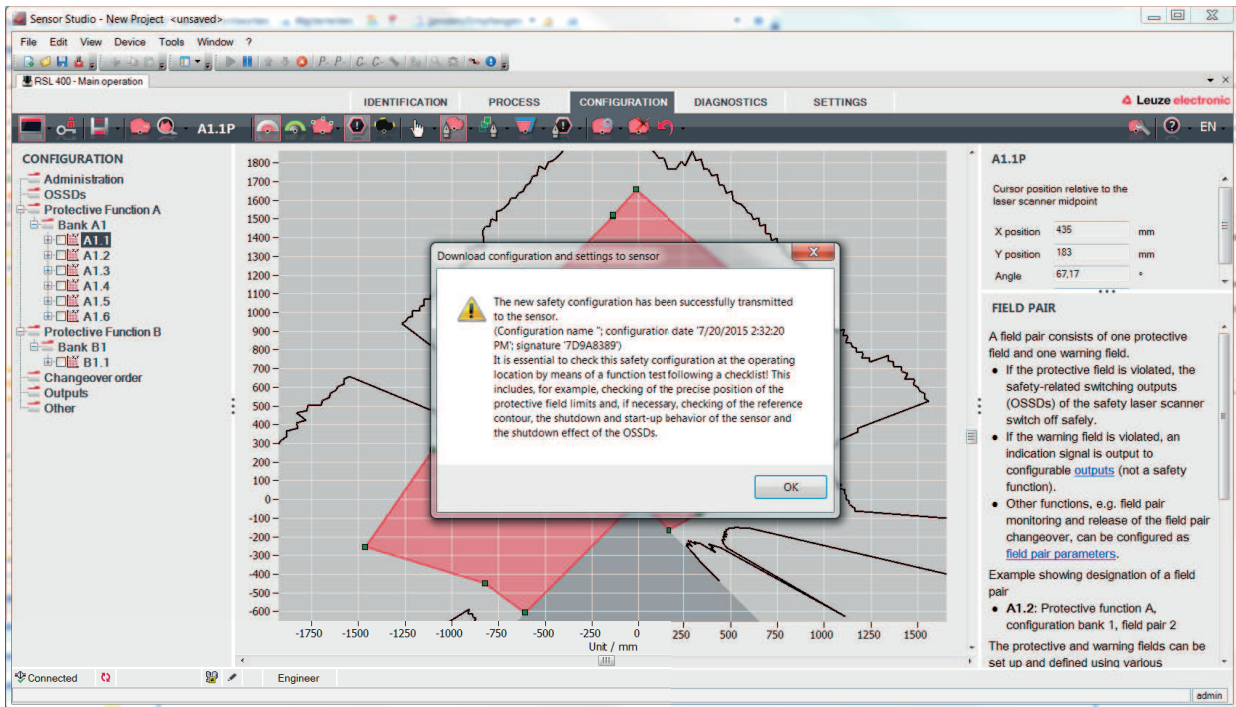 Sensor Studio - New Project <unsaved>
File Edit View Device Tools Window ?
P. P. C. C.
RSL 400 - Main operation
IDENTIFICATION PROCESS CONFIGURATION DIAGNOSTICS SETTINGS
Leuze electronic
A1.1P
EN
CONFIGURATION
Administration
OSSDs
Protective Function A
Bank A1
A1.1
A1.2
A1.3
A1.4
A1.5
A1.6
Protective Function B
Bank B1
B1.1
Changeover order
Outputs
Other
1800
1700
1600
1500
1400
1300
1200
1100
1000
900
800
700
600
500
400
300
200
100
0
-100
-200
-300
-400
-500
-600
-1750 -1500 -1250 -1000 -750 -500 -250 0 250 500 750 1000 1250 1500
Unit / mm
Download configuration and settings to sensor
The new safety configuration has been successfully transmitted
to the sensor.
(Configuration name ''; configuration date '7/20/2015 2:32:20
PM'; signature '7D9A8389')
It is essential to check this safety configuration at the operating
location by means of a function test following a checklist! This
includes, for example, checking of the precise position of the
protective field limits and, if necessary, checking of the reference
contour, the shutdown and start-up behavior of the sensor and
the shutdown effect of the OSSDs.
OK
A1.1P
Cursor position relative to the
laser scanner midpoint
X position 435 mm
Y position 183 mm
Angle 67,17 °
FIELD PAIR
A field pair consists of one protective
field and one warning field.
• If the protective field is violated, the
safety-related switching outputs
(OSSDs) of the safety laser scanner
switch off safely.
• If the warning field is violated, an
indication signal is output to
configurable outputs (not a safety
function).
• Other functions, e.g. field pair
monitoring and release of the field pair
changeover, can be configured as
field pair parameters.
Example showing designation of a field
pair
• A1.2: Protective function A,
configuration bank 1, field pair 2
The protective and warning fields can be
set up and defined using various
Connected
Engineer
admin